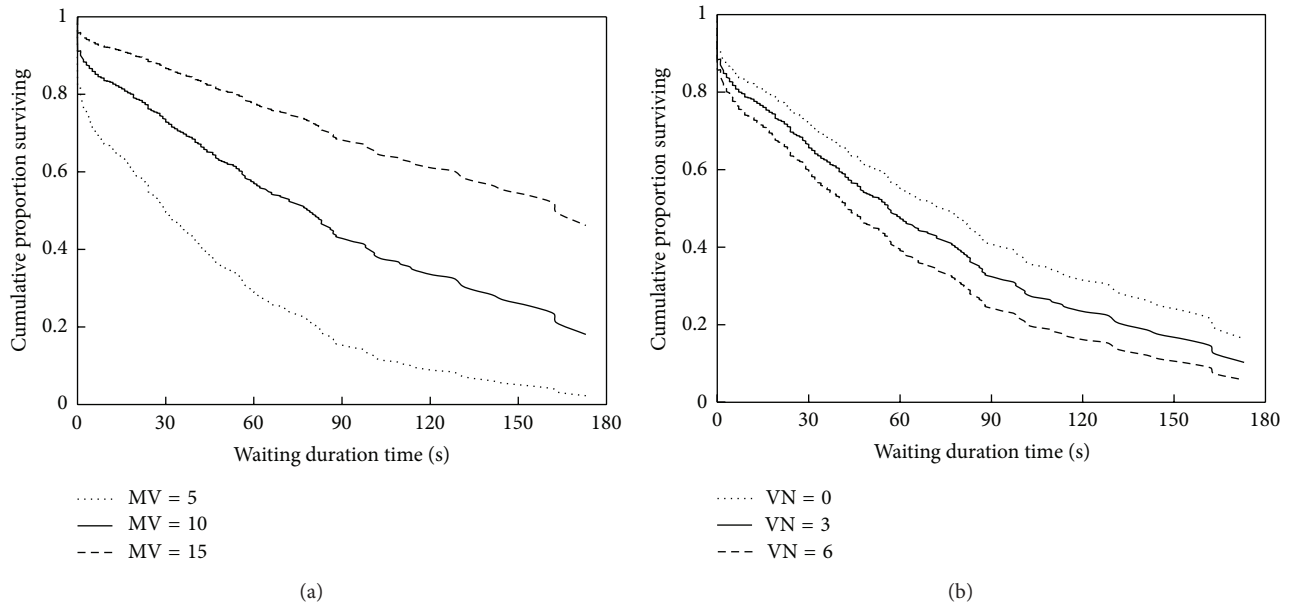 1
0.8
0.6
0.4
0.2
0
Cumulative proportion surviving
0 30 60 90 120 150 180
Waiting duration time (s)
MV = 5
MV = 10
MV = 15
(a)
1
0.8
0.6
0.4
0.2
0
Cumulative proportion surviving
0 30 60 90 120 150 180
Waiting duration time (s)
VN = 0
VN = 3
VN = 6
(b)